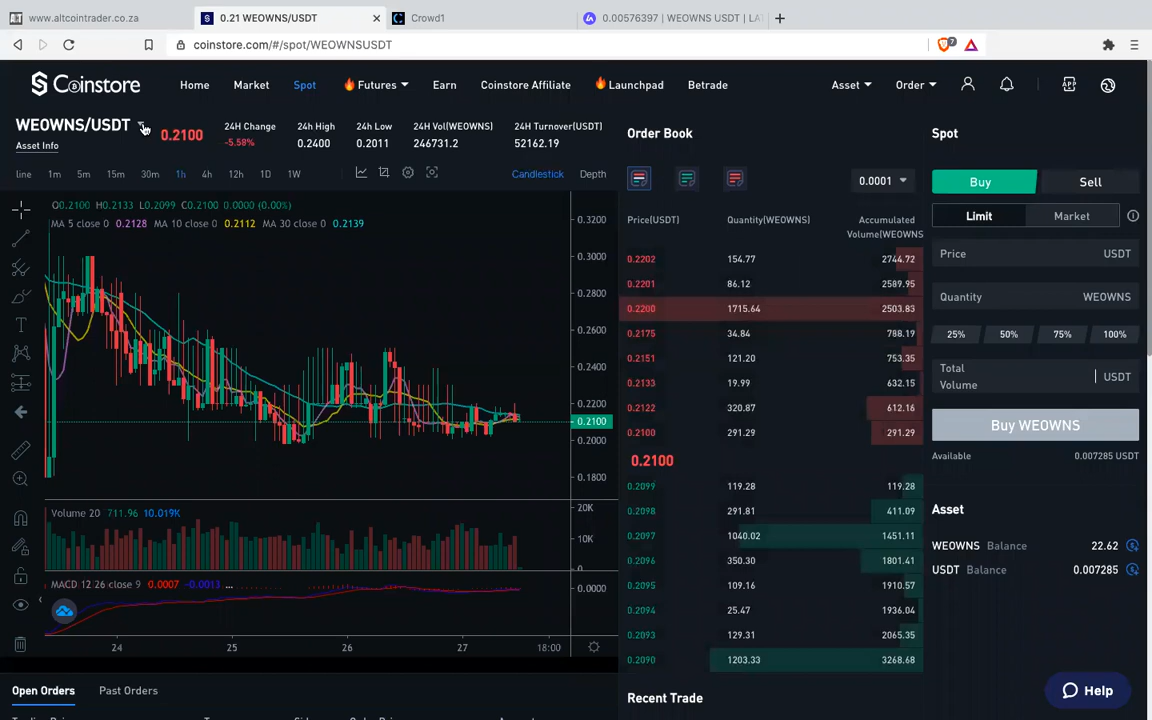 www.altcointrader.co.za
0.21 WEOWNS/USDT
Crowd1
0.00576397 | WEOWNS USDT | LA
coinstore.com/#/spot/WEOWNSUSDT
7
Coinstore
Home
Market
Spot
Futures
Earn
Coinstore Affiliate
Launchpad
Betrade
Asset
Order
APP
WEOWNS/USDT
Asset Info
0.2100
24H Change
-5.58%
24h High
0.2400
24h Low
0.2011
24H Vol(WEOWNS)
246731.2
24H Turnover(USDT)
52162.19
line 1m 5m 15m 30m 1h 4h 12h 1D 1W
Candlestick
Depth
O0.2100 H0.2133 L0.2099 C0.2100 0.0000 (0.00%)
MA 5 close 0 0.2128 MA 10 close 0 0.2112 MA 30 close 0 0.2139
0.3200
0.3000
0.2800
0.2600
0.2400
0.2200
0.2100
0.2000
0.1800
Volume 20 711.96 10.019K
20K
10K
0
MACD 12 26 close 9 0.0007 -0.0013 ...
0.0000
24 25 26 27 18:00
Open Orders
Past Orders
Order Book
0.0001
Price(USDT) Quantity(WEOWNS) Accumulated
Volume(WEOWNS
0.2202 154.77 2744.72
0.2201 86.12 2589.95
0.2200 1715.64 2503.83
0.2175 34.84 788.19
0.2151 121.20 753.35
0.2133 19.99 632.15
0.2122 320.87 612.16
0.2100 291.29 291.29
0.2100
0.2099 119.28 119.28
0.2098 291.81 411.09
0.2097 1040.02 1451.11
0.2096 350.30 1801.41
0.2095 109.16 1910.57
0.2094 25.47 1936.04
0.2093 129.31 2065.35
0.2090 1203.33 3268.68
Recent Trade
Spot
Buy
Sell
Limit
Market
Price USDT
Quantity WEOWNS
25% 50% 75% 100%
Total
Volume
USDT
Buy WEOWNS
Available 0.007285 USDT
Asset
WEOWNS Balance 22.62
USDT Balance 0.007285
Help